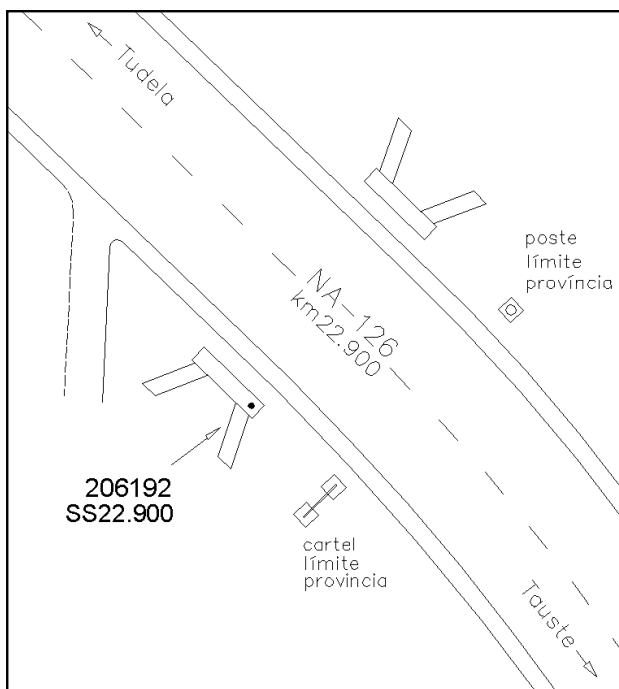 Tudela
poste
límite
província
NA-126
km22.900
206192
SS22.900
cartel
límite
provincia
Tauste